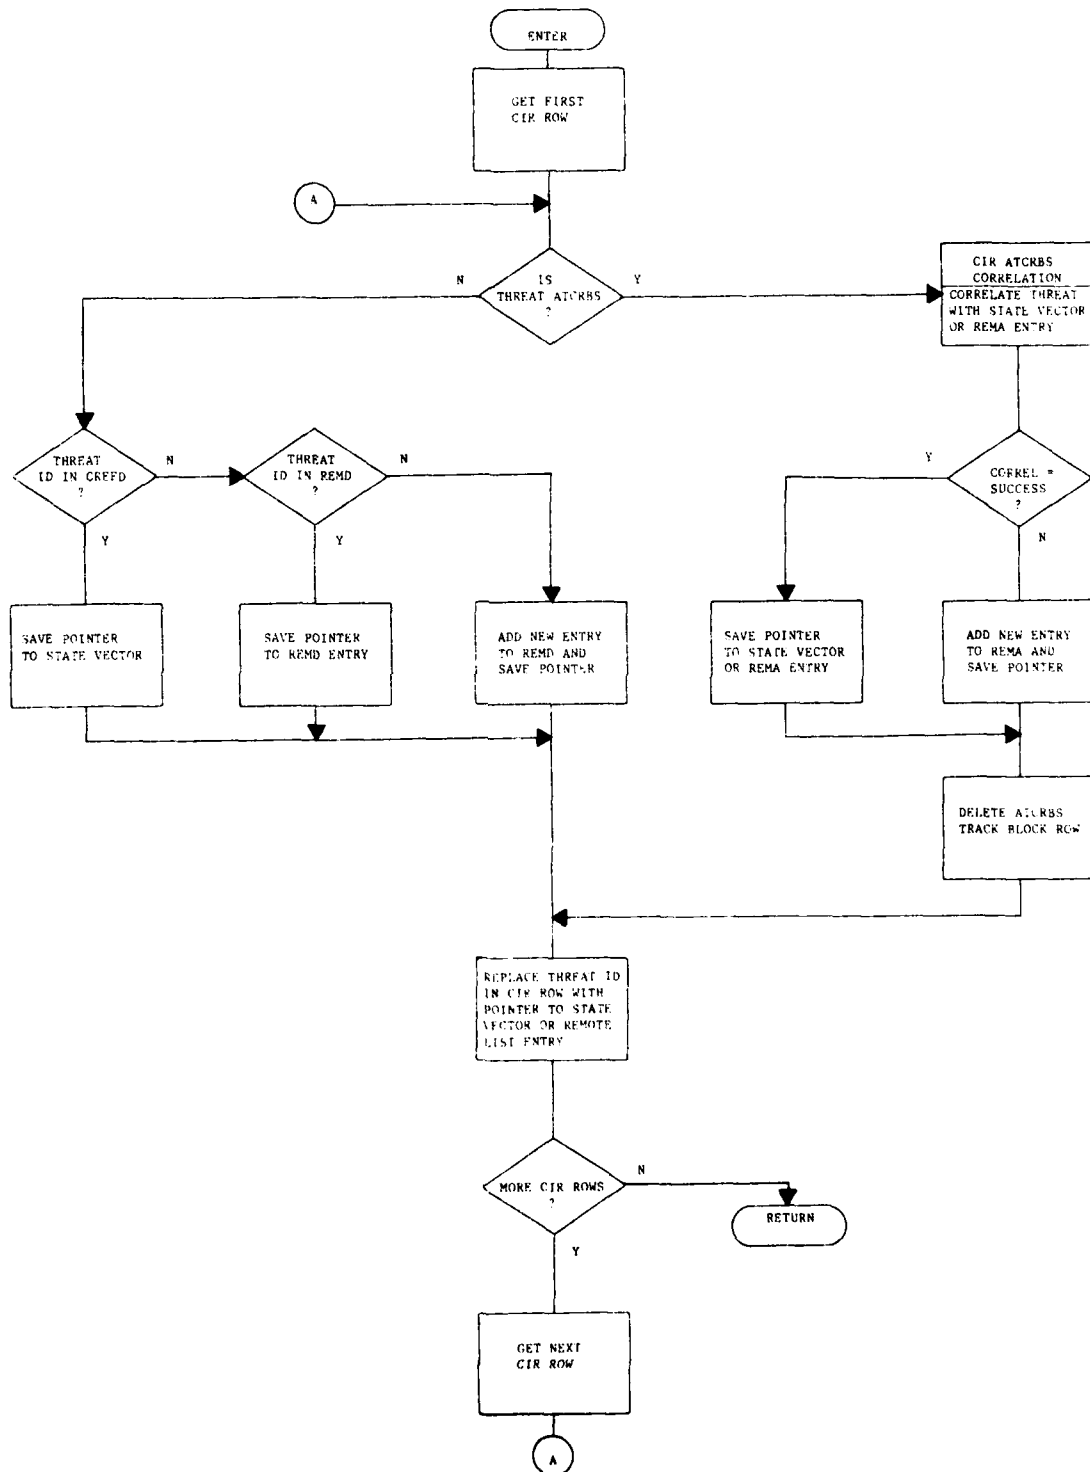 ENTER
GET FIRST
CIR ROW
A
N
IS
THREAT ATCRBS
?
Y
CIR ATCRBS
CORRELATION
CORRELATE THREAT
WITH STATE VECTOR
OR REMA ENTRY
THREAT
ID IN CREFD
?
N
Y
THREAT
ID IN REMD
?
N
Y
Y
CORREL =
SUCCESS
?
N
SAVE POINTER
TO STATE VECTOR
SAVE POINTER
TO REMD ENTRY
ADD NEW ENTRY
TO REMD AND
SAVE POINTER
SAVE POINTER
TO STATE VECTOR
OR REMA ENTRY
ADD NEW ENTRY
TO REMA AND
SAVE POINTER
DELETE ATCRBS
TRACK BLOCK ROW
REPLACE THREAT ID
IN CIR ROW WITH
POINTER TO STATE
VECTOR OR REMOTE
LIST ENTRY
MORE CIR ROWS
?
N
Y
RETURN
GET NEXT
CIR ROW
A